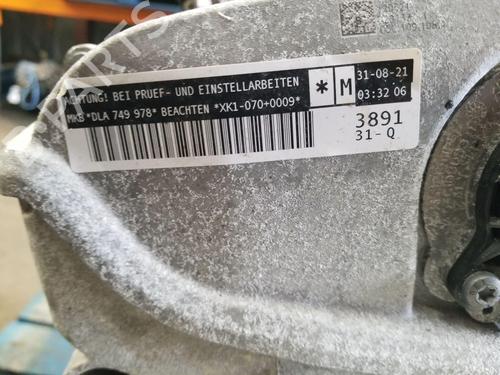 ACHTUNG! BEI PRUEF- UND EINSTELLARBEITEN
MKB *DLA 749 978* BEACHTEN *XK1-070+0009*
* M
31-08-21
03:32 06
3891
31- Q